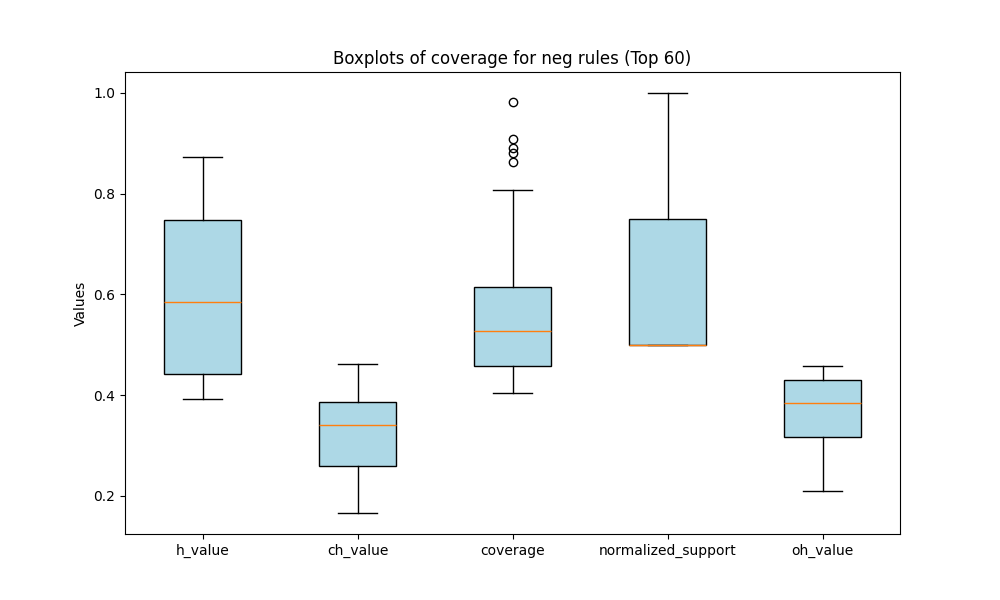 Boxplots of coverage for neg rules (Top 60)
Values
1.0
0.8
0.6
0.4
0.2
h_value ch_value coverage normalized_support oh_value